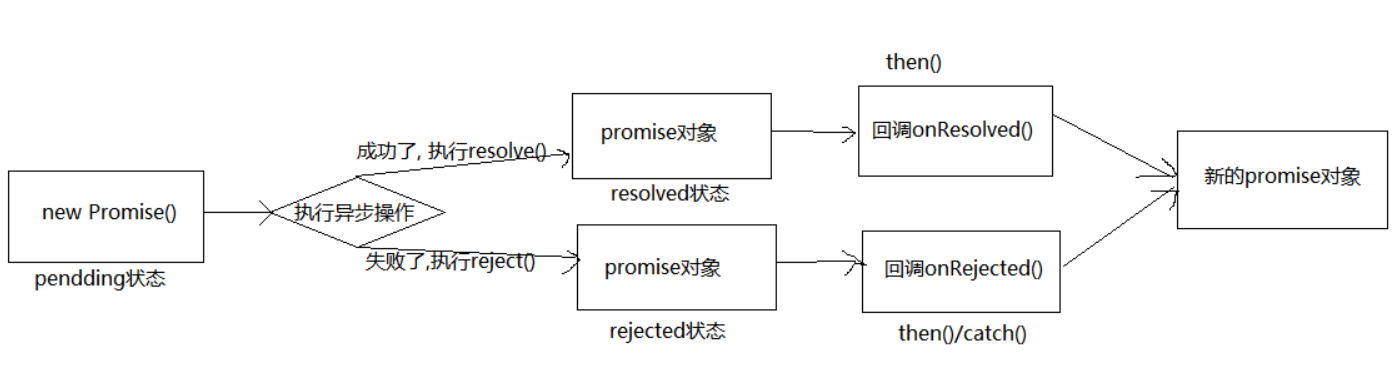 new Promise()
pendding状态
执行异步操作
成功了, 执行resolve()
promise对象
resolved状态
then()
回调onResolved()
失败了,执行reject()
promise对象
rejected状态
回调onRejected()
then()/catch()
新的promise对象